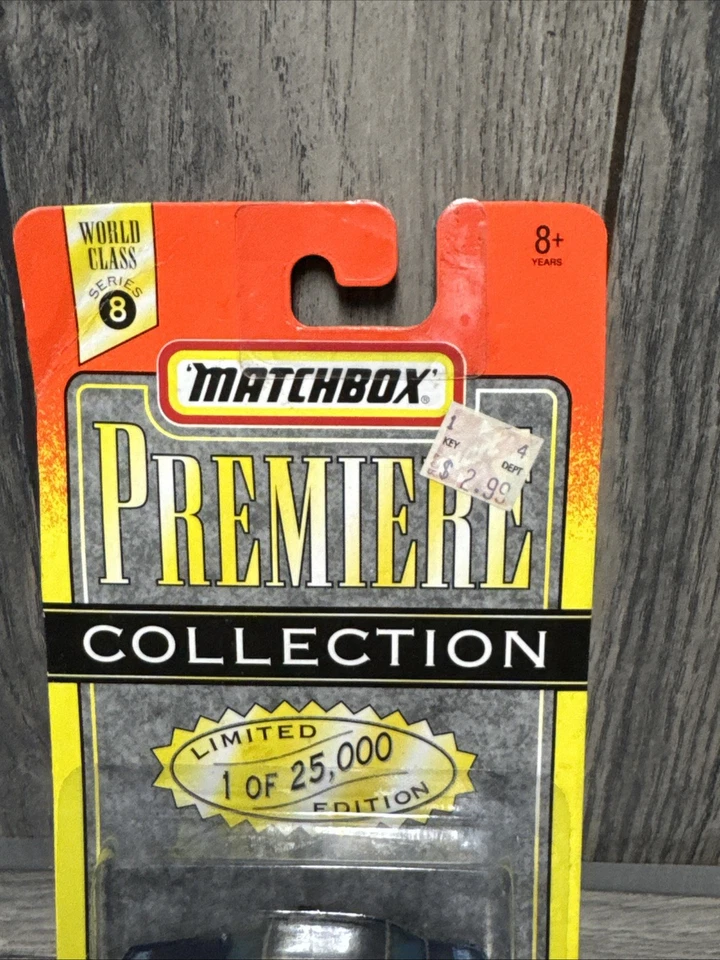 WORLD
CLASS
SERIES
8
8+
YEARS
'MATCHBOX'®
1 4
KEY DEPT
$ 2.99
PREMIERE
COLLECTION
LIMITED
1 OF 25,000
EDITION